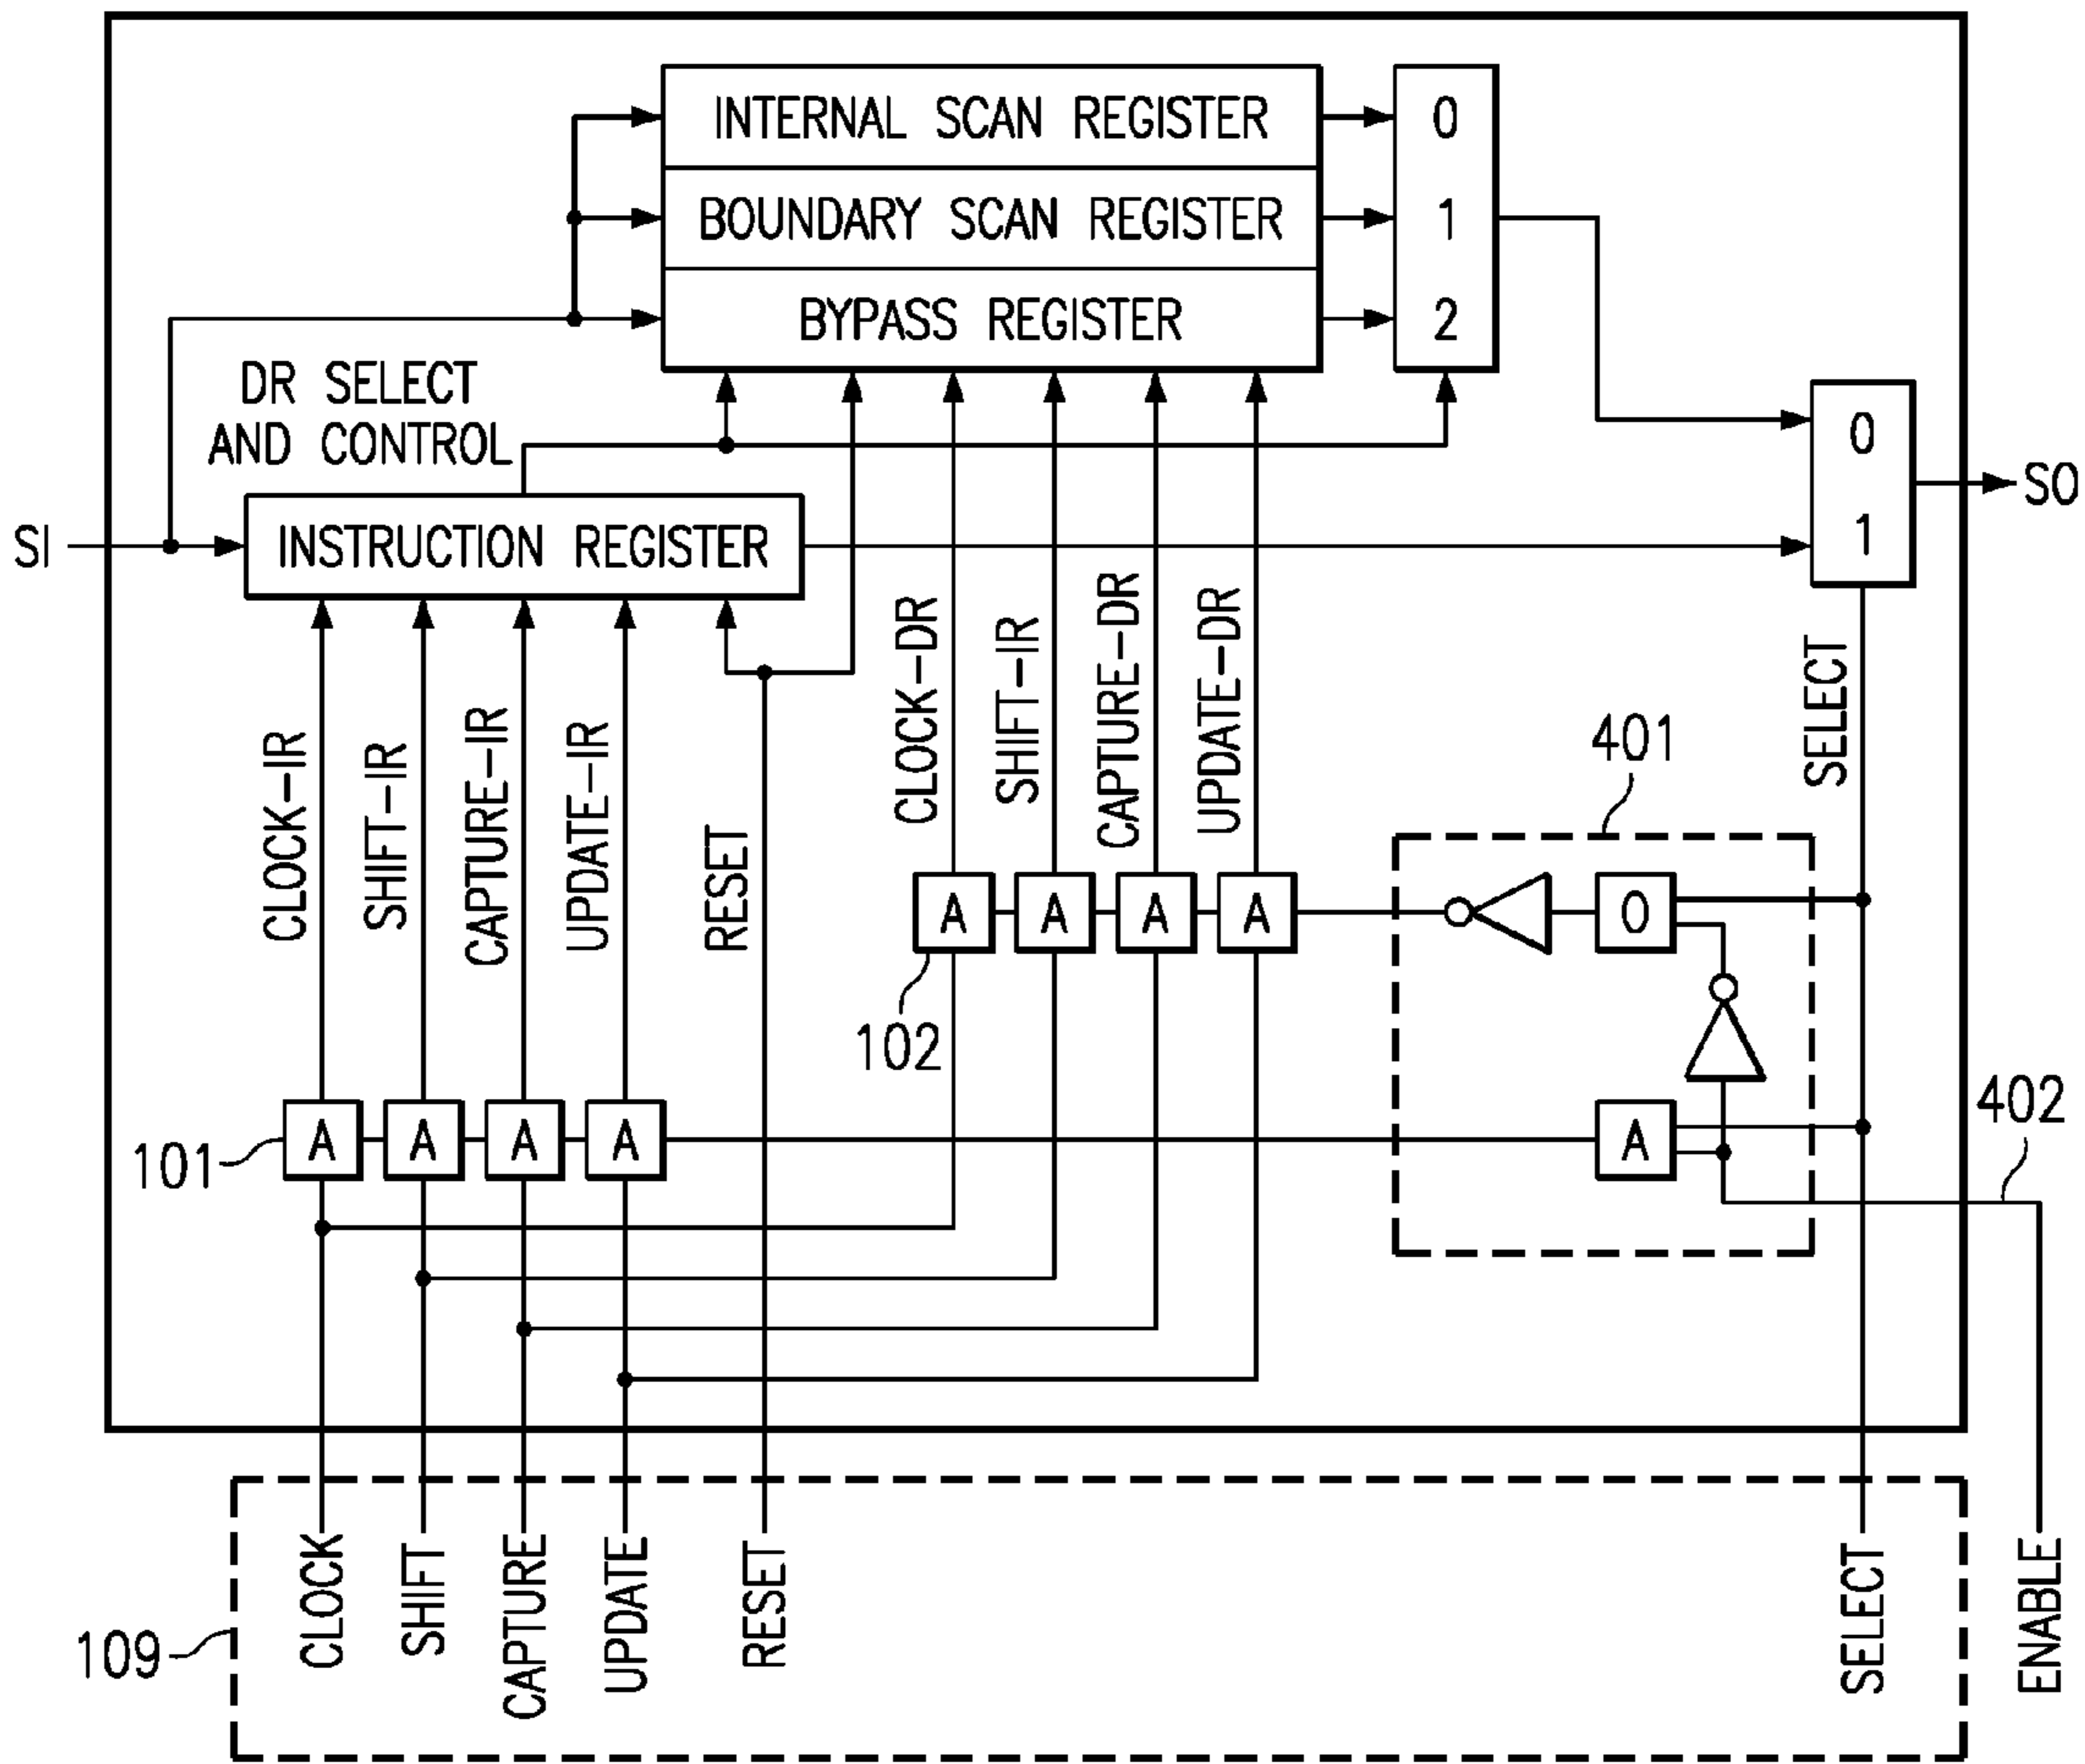 INTERNAL SCAN REGISTER
0
BOUNDARY SCAN REGISTER
1
BYPASS REGISTER
2
DR SELECT
AND CONTROL
0
SO
SI
INSTRUCTION REGISTER
1
CLOCK-IR
SHIFT-IR
CAPTURE-IR
UPDATE-IR
RESET
CLOCK-DR
SHIFT-IR
CAPTURE-DR
UPDATE-DR
SELECT
401
A
A
A
A
O
102
402
101
A
A
A
A
A
109
CLOCK
SHIFT
CAPTURE
UPDATE
RESET
SELECT
ENABLE